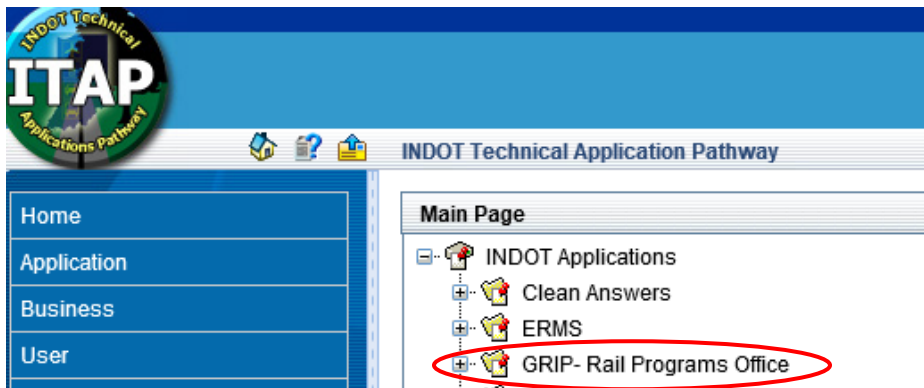 INDOT Technical
ITAP
Applications Pathway
INDOT Technical Application Pathway
Home
Application
Business
User
Main Page
INDOT Applications
Clean Answers
ERMS
GRIP- Rail Programs Office